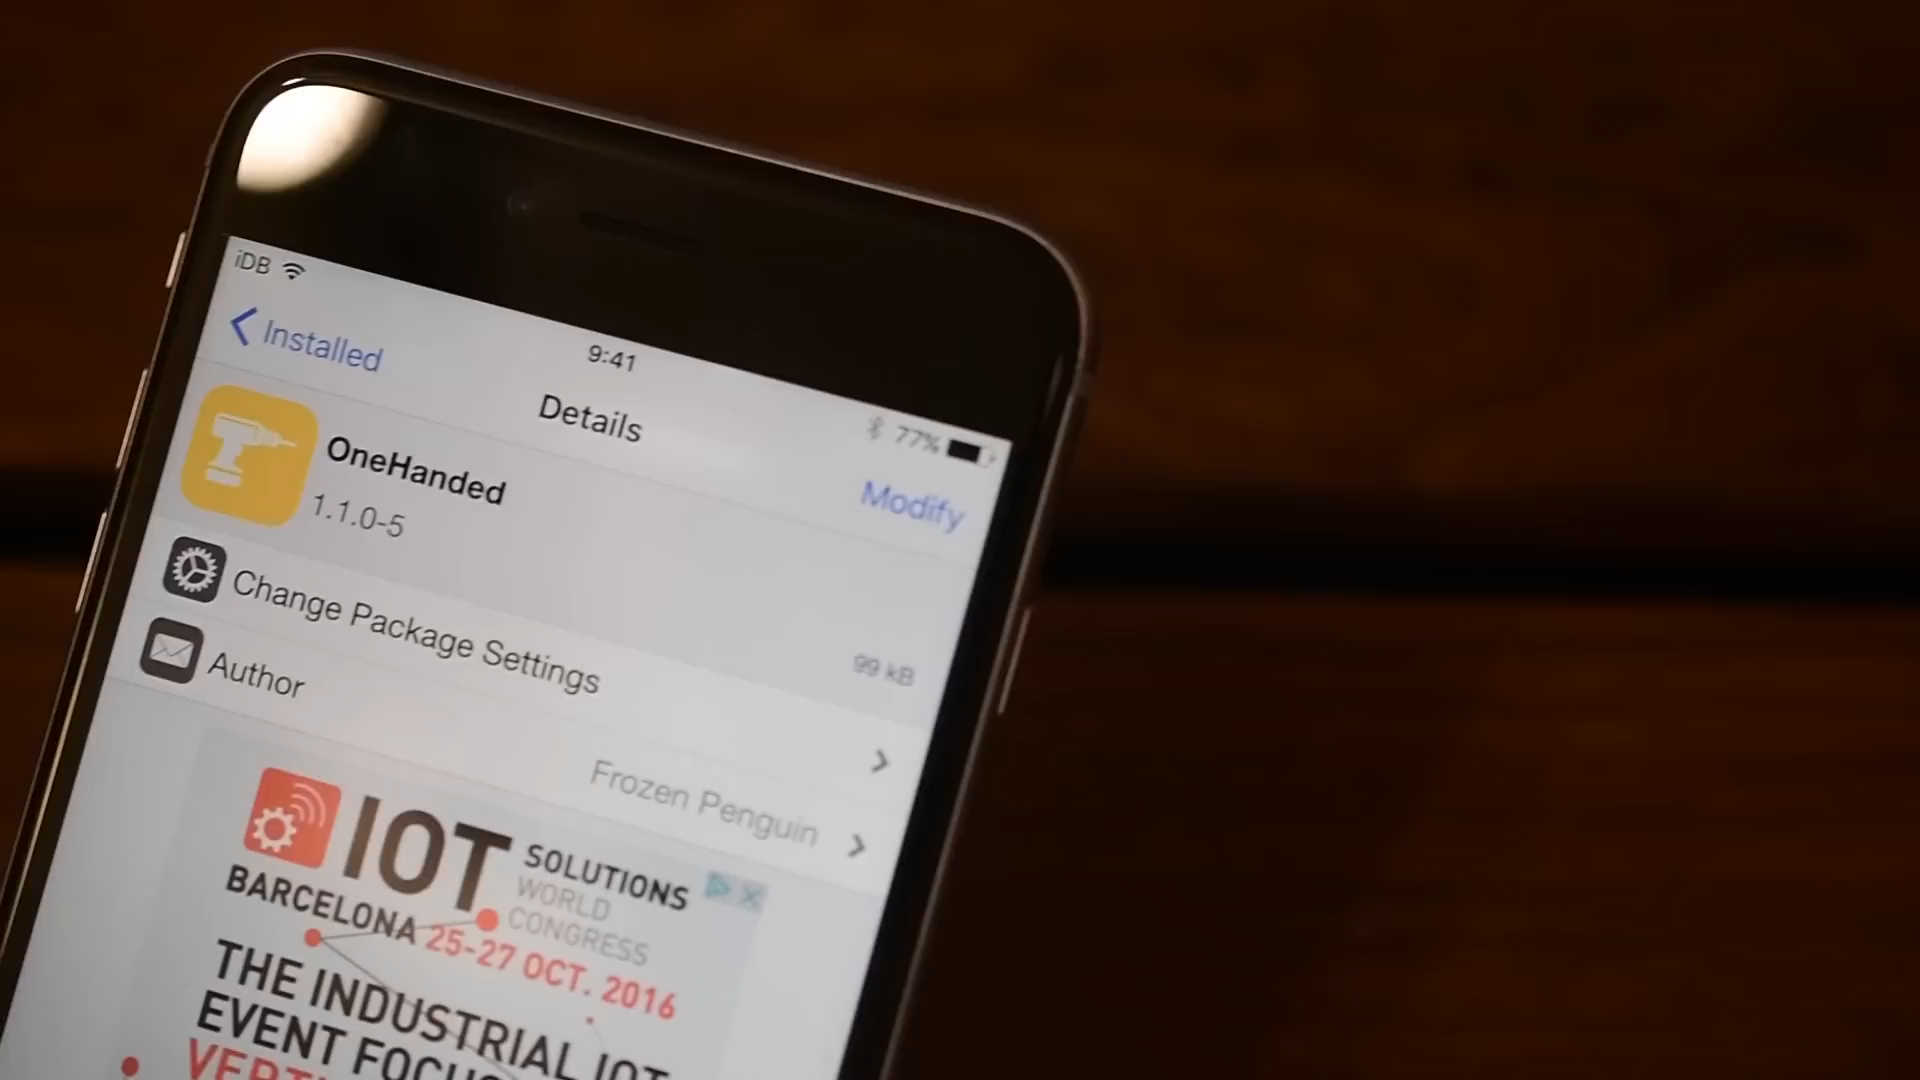 iDB
9:41
77%
Installed
Details
Modify
OneHanded
1.1.0-5
99 kB
Change Package Settings
Author
Frozen Penguin
IOT SOLUTIONS
WORLD
CONGRESS
BARCELONA 25-27 OCT. 2016
THE INDUSTRIAL IOT
EVENT